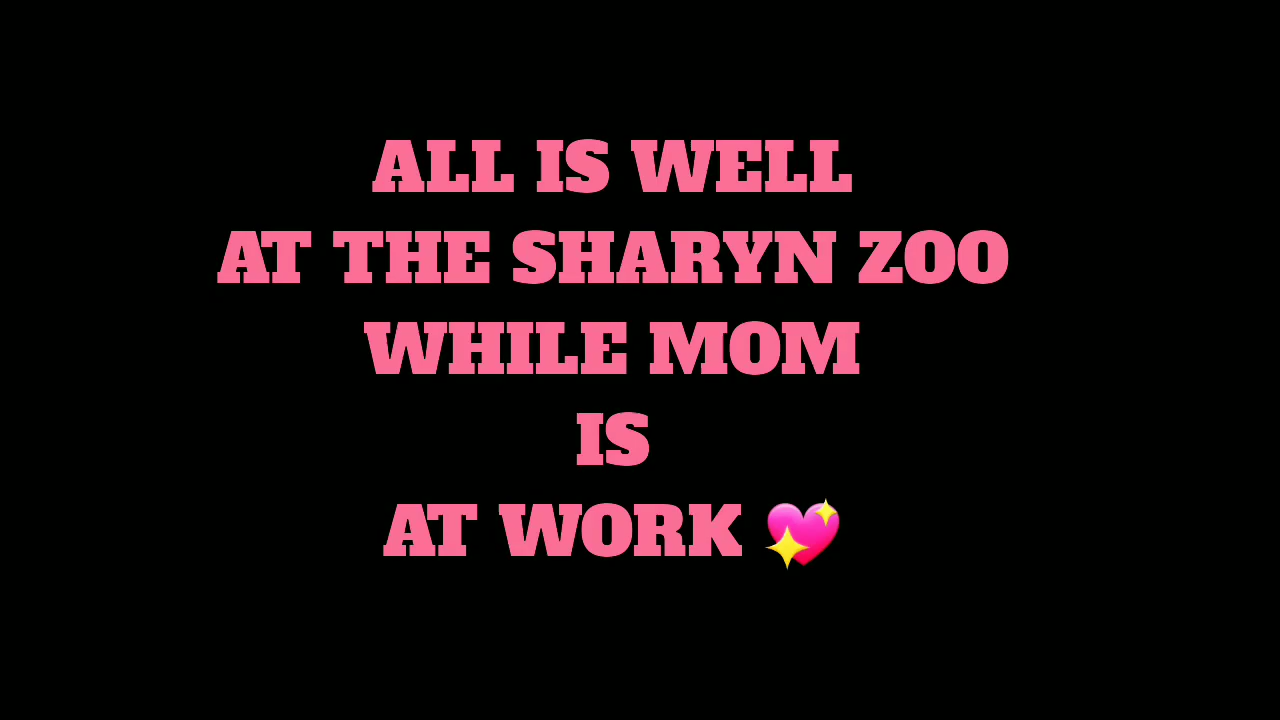 ALL IS WELL
AT THE SHARYN ZOO
WHILE MOM
IS
AT WORK 💖